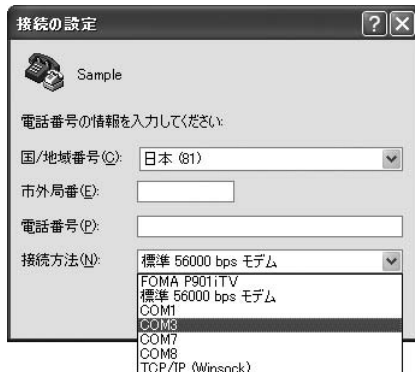 接続の設定
Sample
電話番号の情報を入力してください:
国/地域番号(C): 日本 (81)
市外局番(E):
電話番号(P):
接続方法(N): 標準 56000 bps モデム
FOMA P901iTV
標準 56000 bps モデム
COM1
COM3
COM7
COM8
TCP/IP (Winsock)